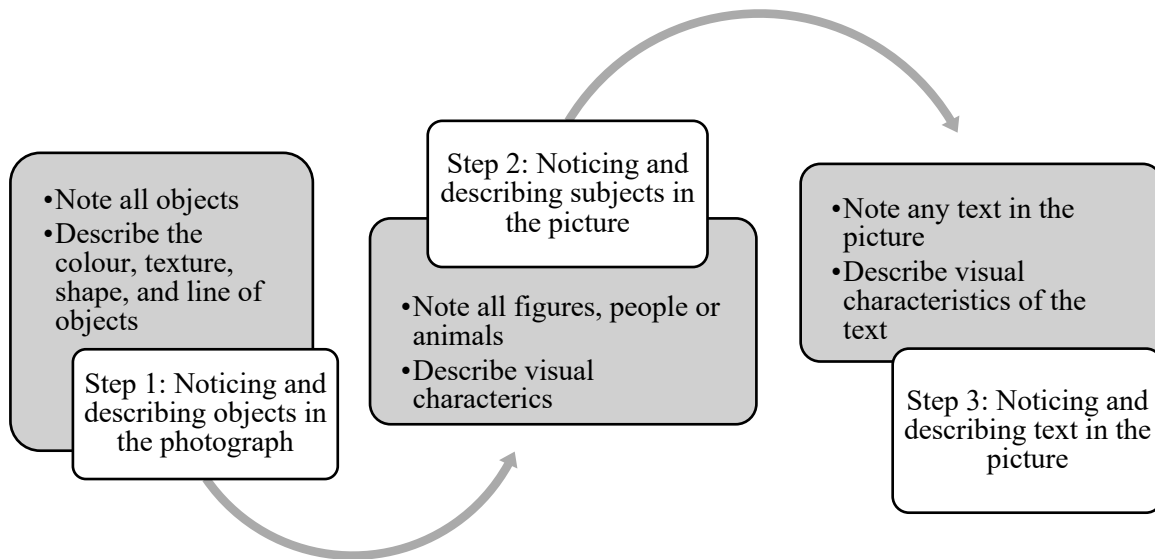 •Note all objects
•Describe the
colour, texture,
shape, and line of
objects
Step 1: Noticing and
describing objects in
the photograph
Step 2: Noticing and
describing subjects in
the picture
•Note all figures, people or
animals
•Describe visual
characterics
•Note any text in the
picture
•Describe visual
characteristics of the
text
Step 3: Noticing and
describing text in the
picture